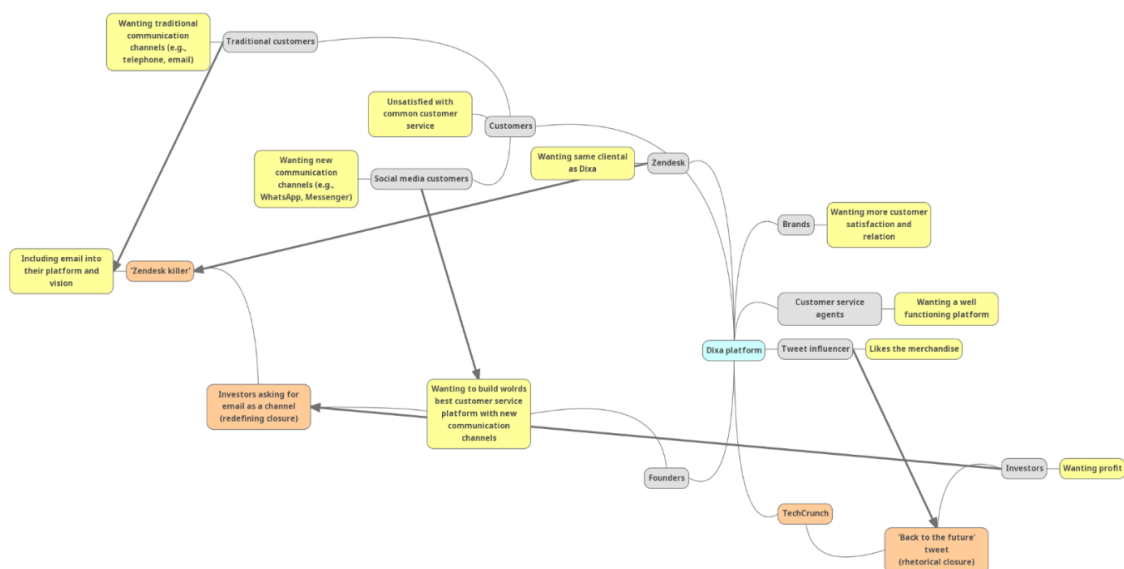 Wanting traditional
communication
channels (e.g.,
telephone, email)
Traditional customers
Unsatisfied with
common customer
service
Customers
Wanting new
communication
channels (e.g.,
WhatsApp, Messenger)
Social media customers
Wanting same cliental
as Dixa
Zendesk
Brands
Wanting more customer
satisfaction and
relation
Including email into
their platform and
vision
'Zendesk killer'
Customer service
agents
Wanting a well
functioning platform
Dixa platform
Tweet influencer
Likes the merchandise
Investors asking for
email as a channel
(redefining closure)
Wanting to build wolrds
best customer service
platform with new
communication
channels
Founders
Investors
Wanting profit
TechCrunch
'Back to the future'
tweet
(rhetorical closure)